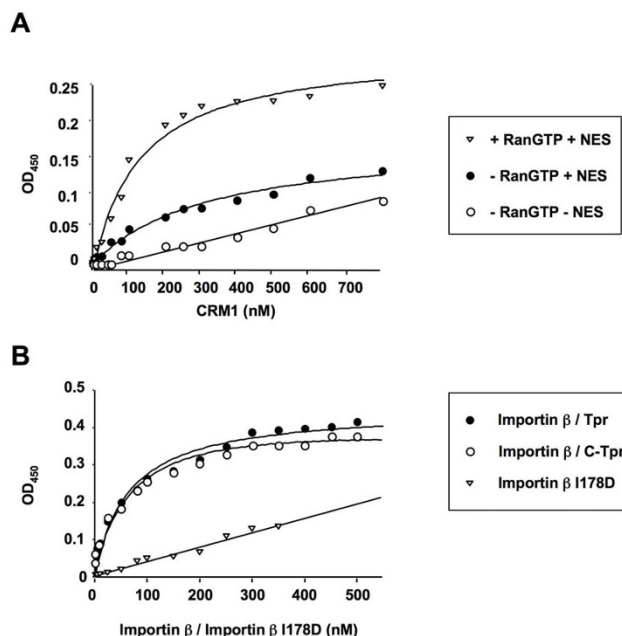 A
0.25
0.2
0.15
0.1
0.05
0
OD450
0 100 200 300 400 500 600 700
CRM1 (nM)
+ RanGTP + NES
- RanGTP + NES
- RanGTP - NES
B
0.5
0.4
0.3
0.2
0.1
0
OD450
0 100 200 300 400 500
Importin β / Importin β I178D (nM)
Importin β / Tpr
Importin β / C-Tpr
Importin β I178D